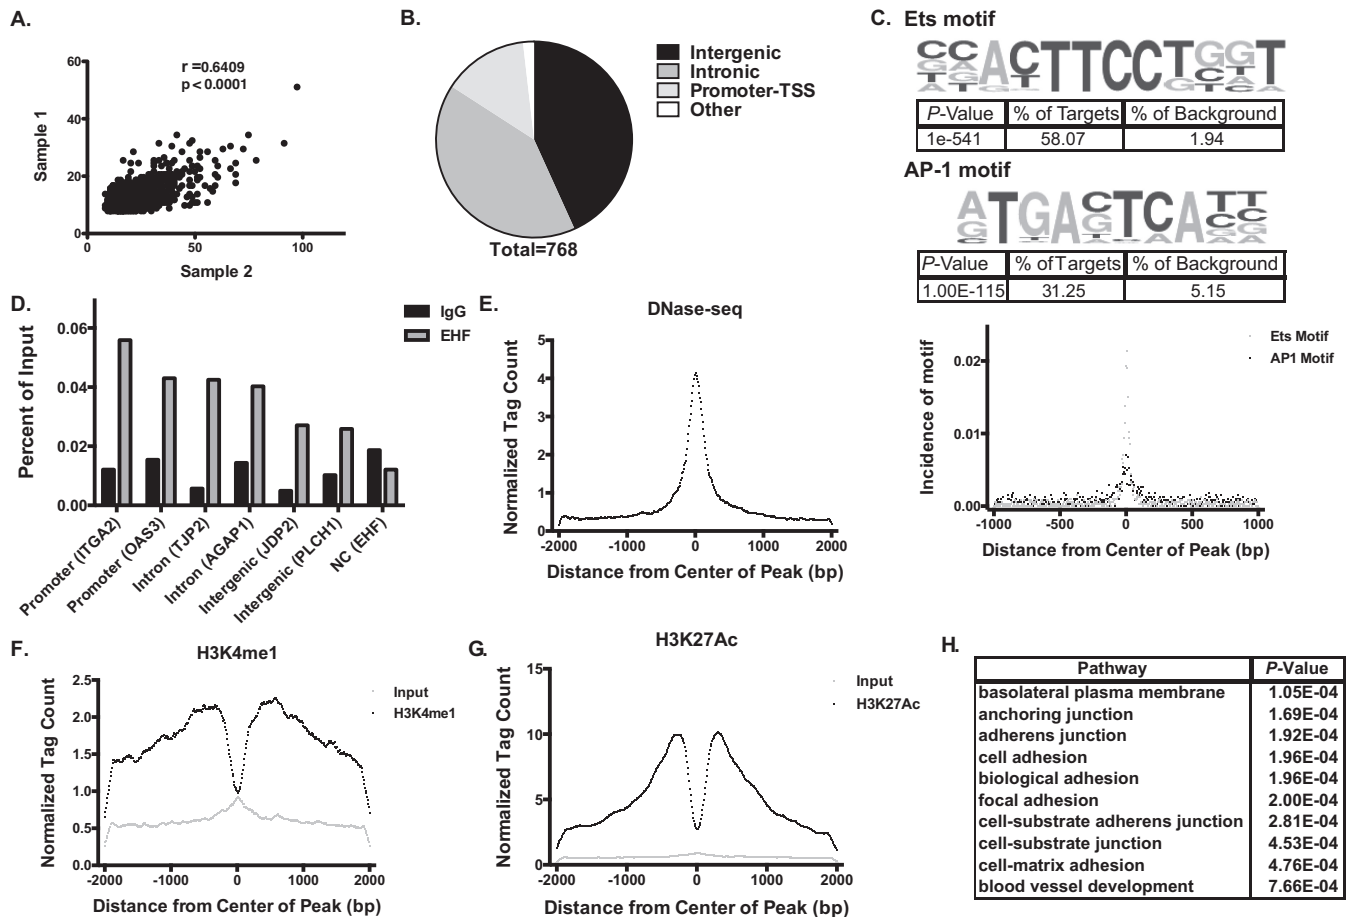 A.
r =0.6409
p< 0.0001
60
40
20
0
0
50
100
Sample 1
Sample 2
B.
Intergenic
Intronic
Promoter-TSS
Other
Total=768
C. Ets motif
P-Value % of Targets % of Background
1e-541 58.07 1.94
AP-1 motif
P-Value % of Targets % of Background
1.00E-115 31.25 5.15
Ets Motif
AP1 Motif
Incidence of motif
0.02
0.01
0.00
-1000 -500 0 500 1000
Distance from Center of Peak (bp)
D.
IgG
EHF
Percent of Input
0.06
0.04
0.02
0.00
Promoter (ITGA2)
Promoter (OAS3)
Intron (TJP2)
Intron (AGAP1)
Intergenic (JDP2)
Intergenic (PLCH1)
NC (EHF)
E.
DNase-seq
Normalized Tag Count
5
4
3
2
1
0
-2000 -1000 0 1000 2000
Distance from Center of Peak (bp)
F.
H3K4me1
Input
H3K4me1
Normalized Tag Count
2.5
2.0
1.5
1.0
0.5
0.0
-2000 -1000 0 1000 2000
Distance from Center of Peak (bp)
G.
H3K27Ac
Input
H3K27Ac
Normalized Tag Count
15
10
5
0
-2000 -1000 0 1000 2000
Distance from Center of Peak (bp)
H.
Pathway P-Value
basolateral plasma membrane 1.05E-04
anchoring junction 1.69E-04
adherens junction 1.92E-04
cell adhesion 1.96E-04
biological adhesion 1.96E-04
focal adhesion 2.00E-04
cell-substrate adherens junction 2.81E-04
cell-substrate junction 4.53E-04
cell-matrix adhesion 4.76E-04
blood vessel development 7.66E-04